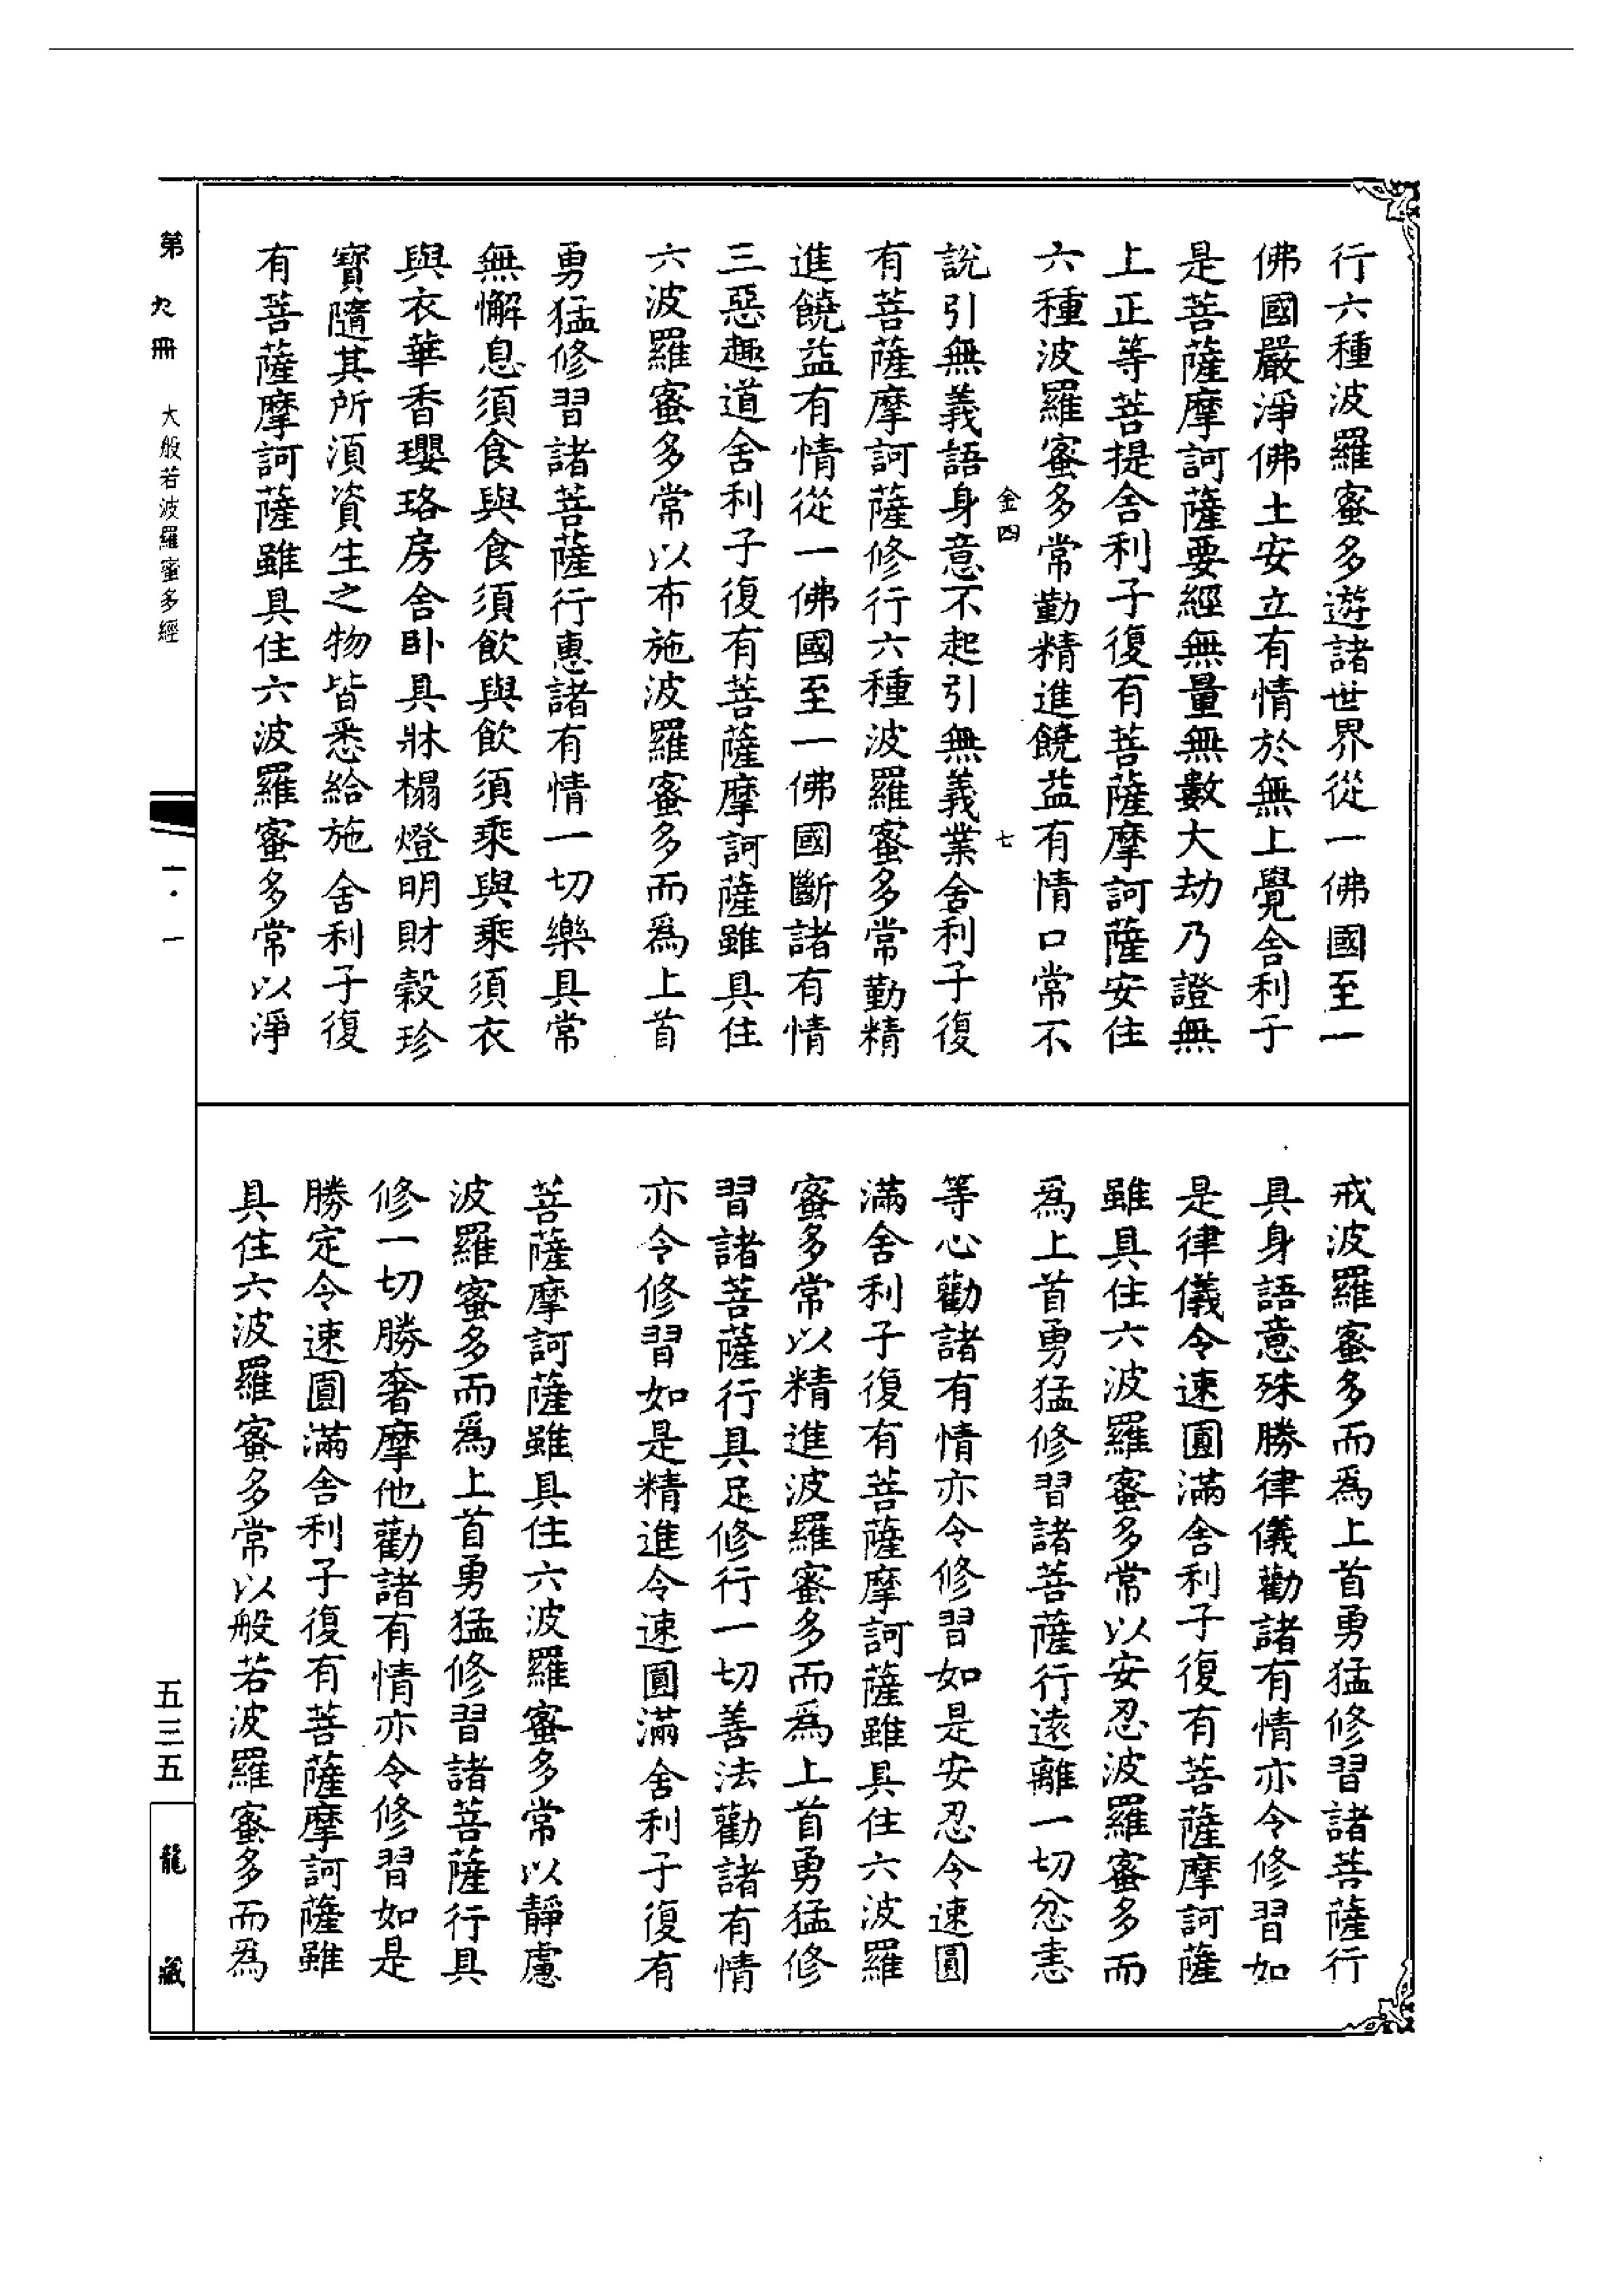 行六種波羅蜜多遊諸世界從一佛國至一
佛國嚴淨佛土安立有情於無上覺舍利子
是菩薩摩訶薩要經無量無數大劫乃證無
上正等菩提舍利子復有菩薩摩訶薩安住
六種波羅蜜多常勤精進饒益有情口常不
金四 七
說引無義語身意不起引無義業舍利子復
有菩薩摩訶薩修行六種波羅蜜多常勤精
進饒益有情從一佛國至一佛國斷諸有情
三惡趣道舍利子復有菩薩摩訶薩雖具住
六波羅蜜多常以布施波羅蜜多而爲上首
勇猛修習諸菩薩行惠諸有情一切樂具常
無懈息須食與食須飲與飲須乘與乘須衣
與衣華香瓔珞房舍卧具牀榻燈明財穀珍
寶隨其所須資生之物皆悉給施舍利子復
有菩薩摩訶薩雖具住六波羅蜜多常以淨
戒波羅蜜多而爲上首勇猛修習諸菩薩行
具身語意殊勝律儀勸諸有情亦令修習如
是律儀令速圓滿舍利子復有菩薩摩訶薩
雖具住六波羅蜜多常以安忍波羅蜜多而
爲上首勇猛修習諸菩薩行遠離一切忿恚
等心勸諸有情亦令修習如是安忍令速圓
滿舍利子復有菩薩摩訶薩雖具住六波羅
蜜多常以精進波羅蜜多而爲上首勇猛修
習諸菩薩行具足修行一切善法勸諸有情
亦令修習如是精進令速圓滿舍利子復有
菩薩摩訶薩雖具住六波羅蜜多常以靜慮
波羅蜜多而爲上首勇猛修習諸菩薩行具
修一切勝奢摩他勸諸有情亦令修習如是
勝定令速圓滿舍利子復有菩薩摩訶薩雖
具住六波羅蜜多常以般若波羅蜜多而爲
第九冊 大般若波羅蜜多經 一·一 五三五 龍藏